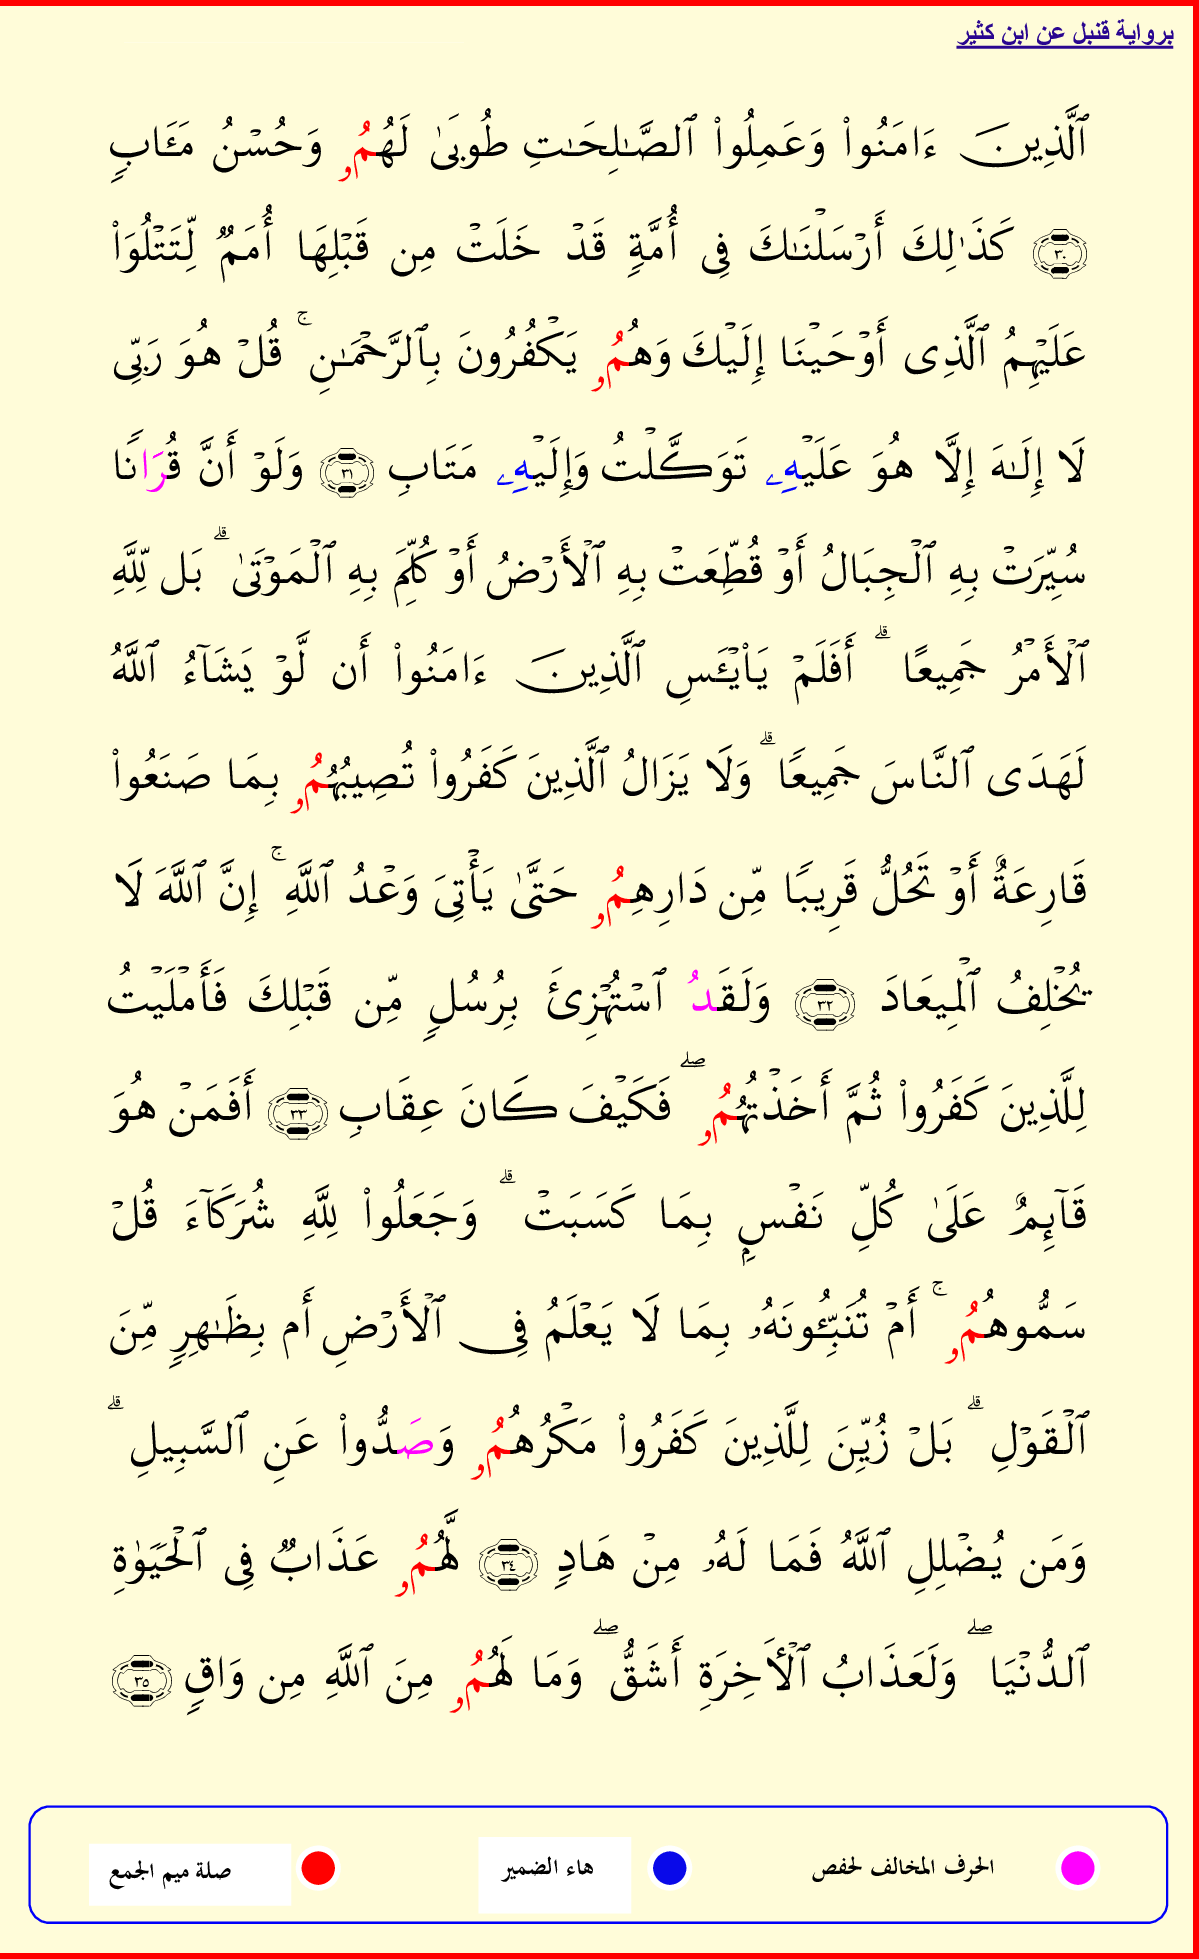 برواية قنبل عن ابن كثير
ٱلَّذِينَ ءَامَنُواْ وَعَمِلُواْ ٱلصَّـٰلِحَـٰتِ طُوبَىٰ لَهُمُۥ وَحُسْنُ مَـَٔابٍ
٣٠ كَذَٰلِكَ أَرْسَلْنَـٰكَ فِى أُمَّةٍ قَدْ خَلَتْ مِن قَبْلِهَا أُمَمٌ لِّتَتْلُوَاْ
عَلَيْهِمُ ٱلَّذِى أَوْحَيْنَا إِلَيْكَ وَهُمُۥ يَكْفُرُونَ بِٱلرَّحْمَـٰنِ ۚ قُلْ هُوَ رَبِّى
لَا إِلَـٰهَ إِلَّا هُوَ عَلَيْهِۦ تَوَكَّلْتُ وَإِلَيْهِۦ مَتَابِ ٣١ وَلَوْ أَنَّ قُرَانًا
سُيِّرَتْ بِهِ ٱلْجِبَالُ أَوْ قُطِّعَتْ بِهِ ٱلْأَرْضُ أَوْ كُلِّمَ بِهِ ٱلْمَوْتَىٰ ۗ بَل لِّلَّهِ
ٱلْأَمْرُ جَمِيعًا ۗ أَفَلَمْ يَاْيْـَٔسِ ٱلَّذِينَ ءَامَنُواْ أَن لَّوْ يَشَآءُ ٱللَّهُ
لَهَدَى ٱلنَّاسَ جَمِيعًا ۗ وَلَا يَزَالُ ٱلَّذِينَ كَفَرُواْ تُصِيبُهُمُۥ بِمَا صَنَعُواْ
قَارِعَةٌ أَوْ تَحُلُّ قَرِيبًا مِّن دَارِهِمُۥ حَتَّىٰ يَأْتِىَ وَعْدُ ٱللَّهِ ۚ إِنَّ ٱللَّهَ لَا
يُخْلِفُ ٱلْمِيعَادَ ٣٢ وَلَقَدُ ٱسْتُهْزِئَ بِرُسُلٍ مِّن قَبْلِكَ فَأَمْلَيْتُ
لِلَّذِينَ كَفَرُواْ ثُمَّ أَخَذْتُهُمُۥ ۖ فَكَيْفَ كَانَ عِقَابِ ٣٣ أَفَمَنْ هُوَ
قَآئِمٌ عَلَىٰ كُلِّ نَفْسٍۭ بِمَا كَسَبَتْ ۗ وَجَعَلُواْ لِلَّهِ شُرَكَآءَ قُلْ
سَمُّوهُمُۥ ۚ أَمْ تُنَبِّـُٔونَهُۥ بِمَا لَا يَعْلَمُ فِى ٱلْأَرْضِ أَم بِظَـٰهِرٍ مِّنَ
ٱلْقَوْلِ ۗ بَلْ زُيِّنَ لِلَّذِينَ كَفَرُواْ مَكْرُهُمُۥ وَصَدُّواْ عَنِ ٱلسَّبِيلِ ۗ
وَمَن يُضْلِلِ ٱللَّهُ فَمَا لَهُۥ مِنْ هَادٍ ٣٤ لَّهُمُۥ عَذَابٌ فِى ٱلْحَيَوٰةِ
ٱلدُّنْيَا ۖ وَلَعَذَابُ ٱلْأَخِرَةِ أَشَقُّ ۖ وَمَا لَهُمُۥ مِنَ ٱللَّهِ مِن وَاقٍ ٣٥
الحرف المخالف لحفص هاء الضمير صلة ميم الجمع